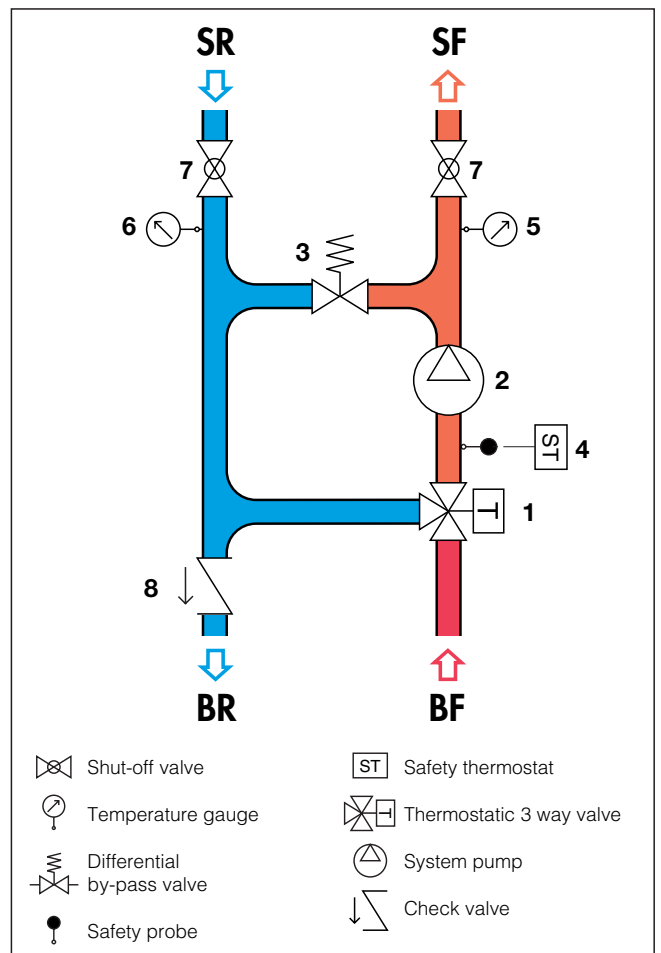 SR SF
7 7
6 5
3
2
ST 4
T 1
8
BR BF
Shut-off valve
Temperature gauge
Differential
by-pass valve
Safety probe
ST Safety thermostat
T Thermostatic 3 way valve
System pump
Check valve